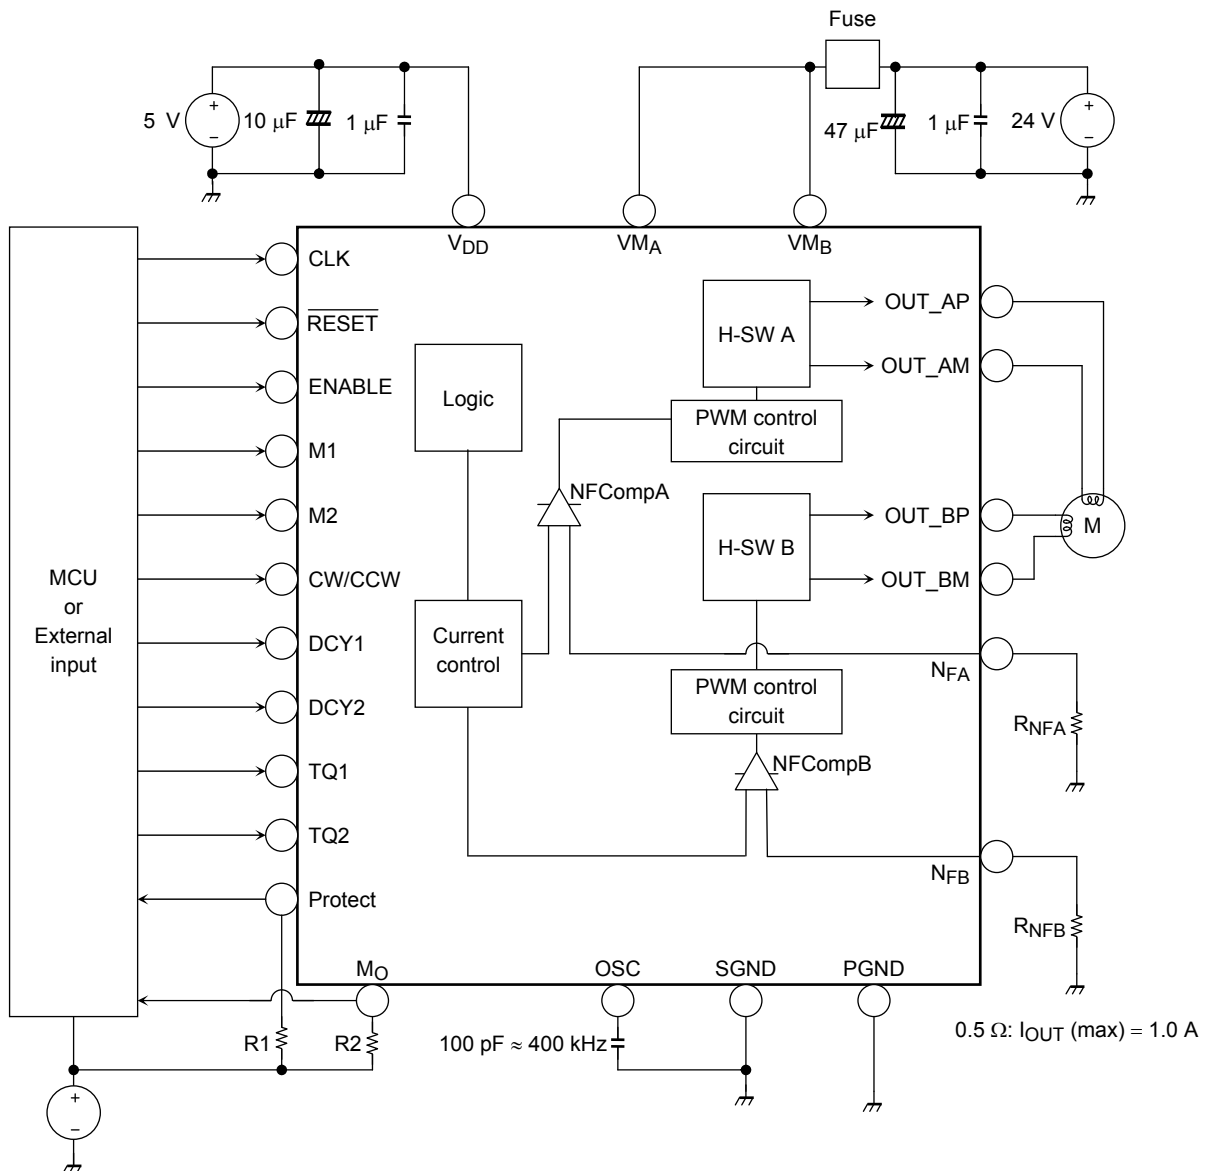 Fuse
5 V
10 μF
1 μF
47 μF
1 μF
24 V
VDD
VMA
VMB
CLK
RESET
ENABLE
M1
M2
CW/CCW
DCY1
DCY2
TQ1
TQ2
Protect
MCU
or
External
input
Logic
Current
control
NFCompA
H-SW A
PWM control
circuit
OUT_AP
OUT_AM
H-SW B
OUT_BP
OUT_BM
M
PWM control
circuit
NFCompB
NFA
RNFA
NFB
RNFB
MO
OSC
SGND
PGND
R1
R2
100 pF ≈ 400 kHz
0.5 Ω: IOUT (max) = 1.0 A
+
−
+
−
+
−